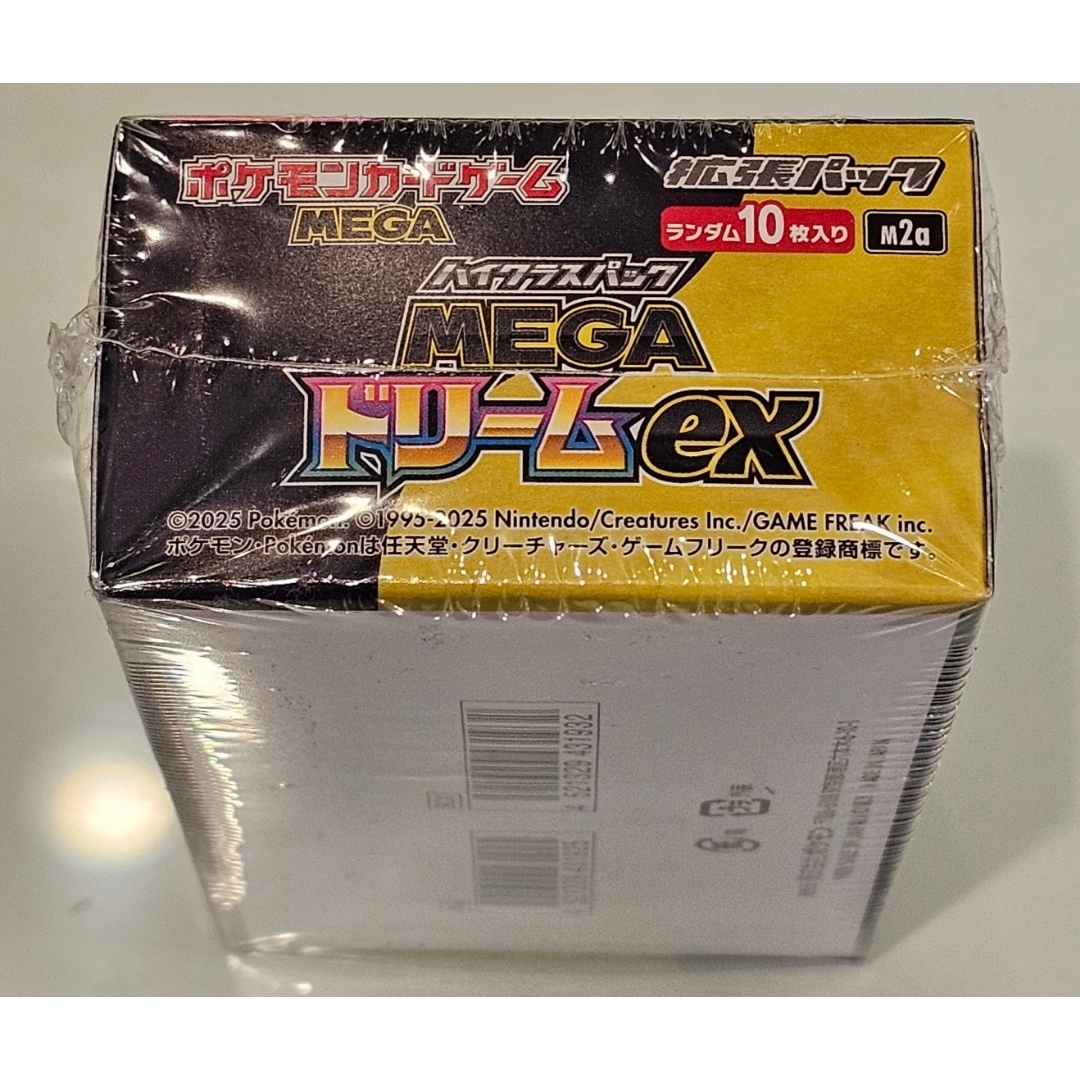 ポケモンカードゲーム
MEGA
拡張パック
ランダム10枚入り
M2a
ハイクラスパック
MEGA
ドリームex
©2025 Pokémon. ©1995-2025 Nintendo/Creatures Inc./GAME FREAK inc.
ポケモン・Pokémonは任天堂・クリーチャーズ・ゲームフリークの登録商標です。
4 521329 431932